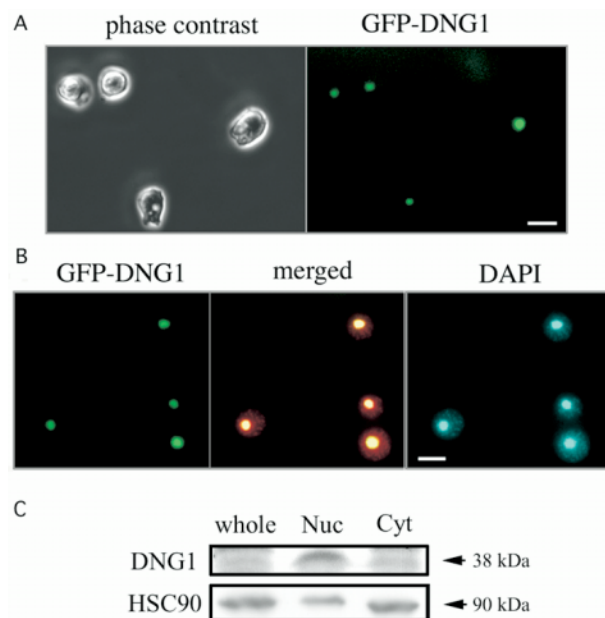 A
phase contrast GFP-DNG1
B
GFP-DNG1 merged DAPI
C
whole Nuc Cyt
DNG1 38 kDa
HSC90 90 kDa